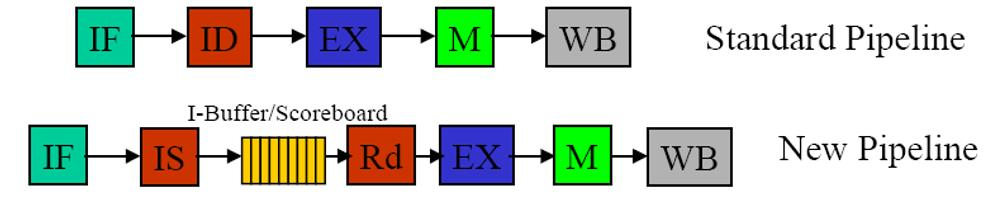 IF ID EX M WB Standard Pipeline
I-Buffer/Scoreboard
IF IS Rd EX M WB New Pipeline